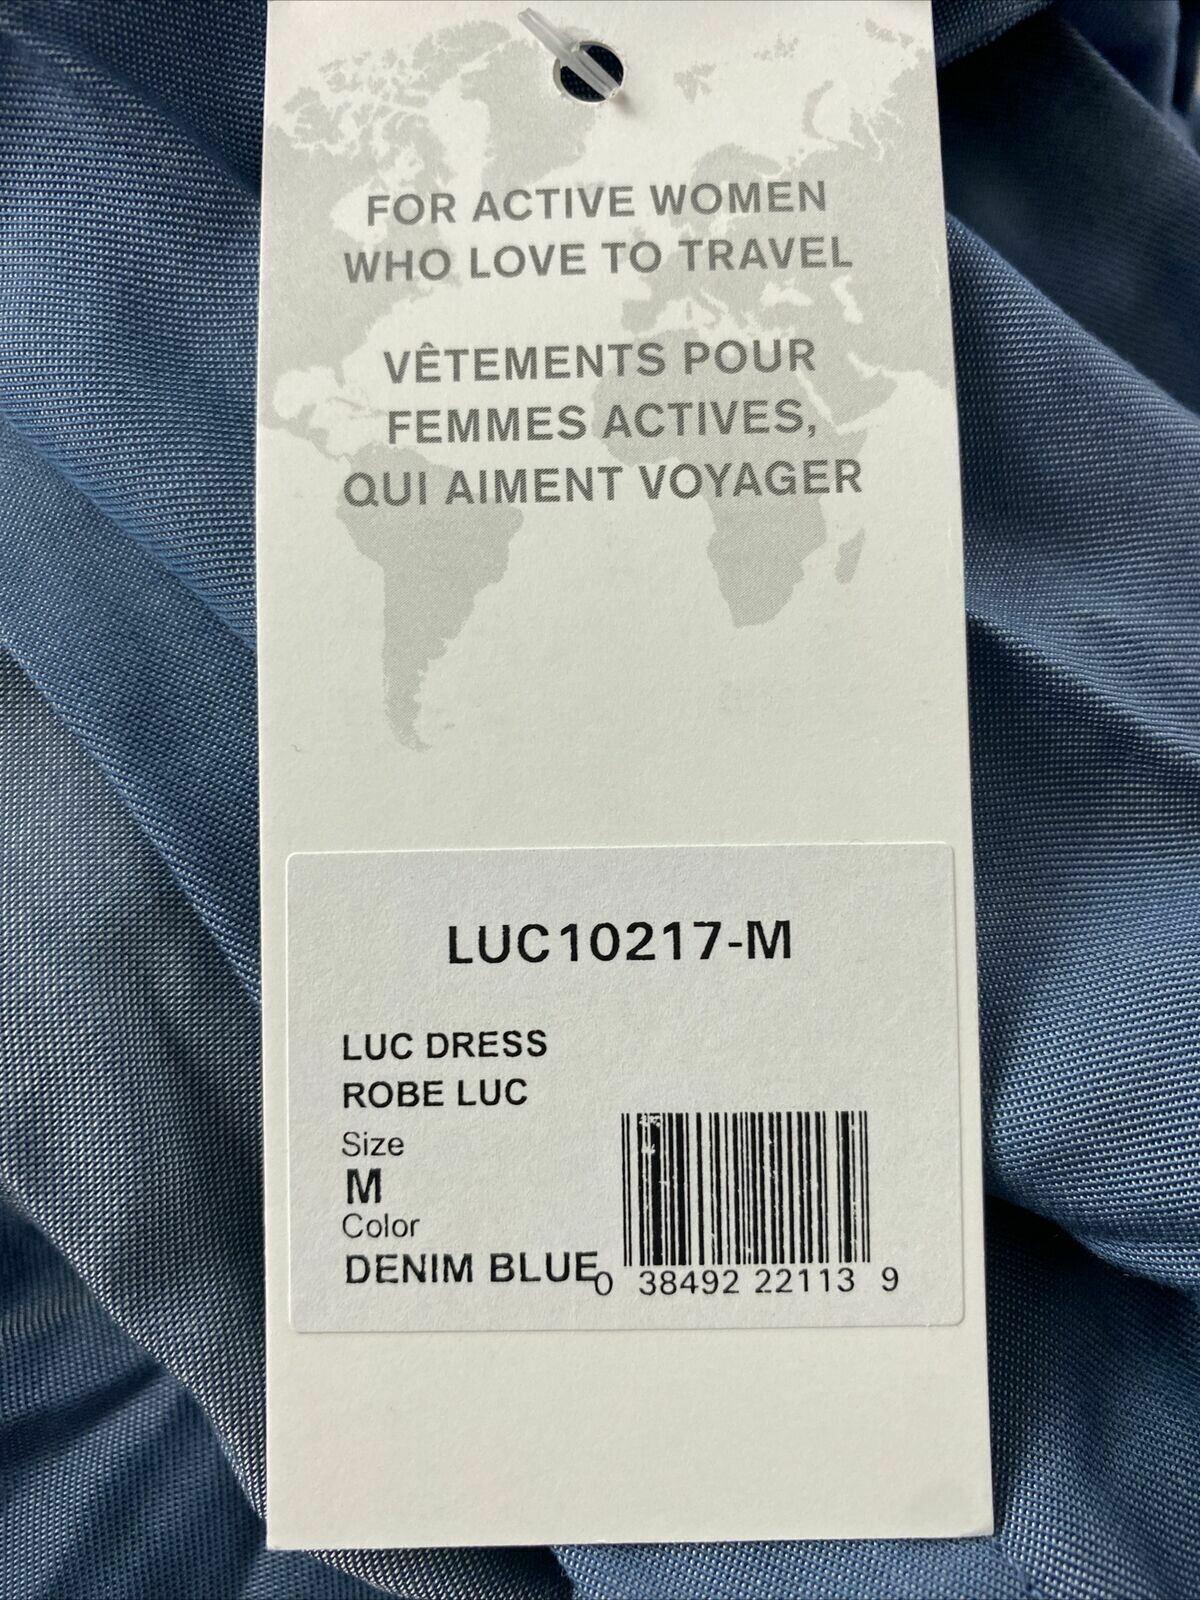 FOR ACTIVE WOMEN
WHO LOVE TO TRAVEL
VÊTEMENTS POUR
FEMMES ACTIVES,
QUI AIMENT VOYAGER
LUC10217-M
LUC DRESS
ROBE LUC
Size
M
Color
DENIM BLUE
0 38492 22113 9